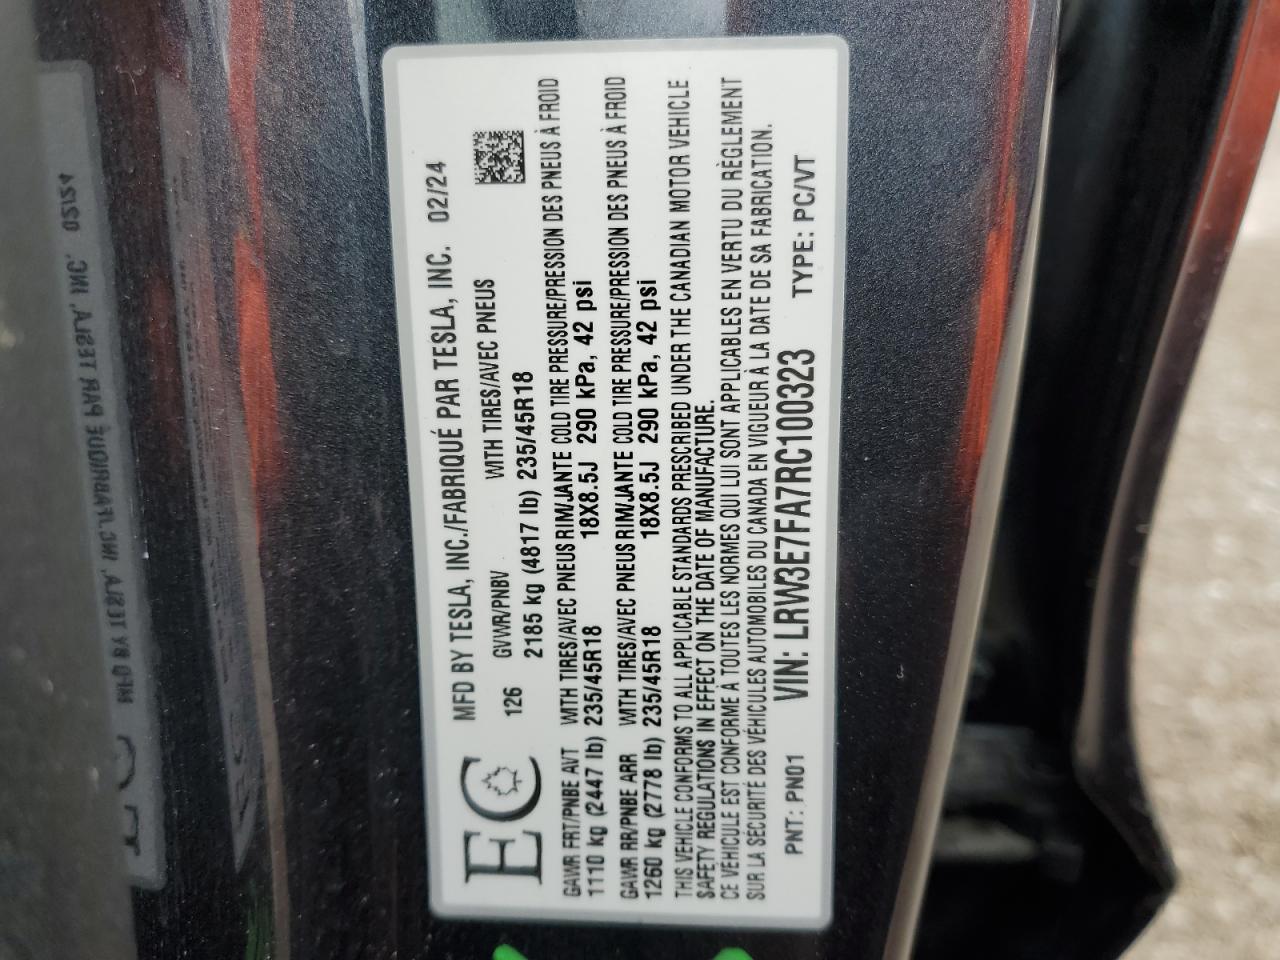 EC
MFD BY TESLA, INC./FABRIQUÉ PAR TESLA, INC. 02/24
126 GVWR/PNBV WITH TIRES/AVEC PNEUS
2185 kg (4817 lb) 235/45R18
GAWR FRT/PNBE AVT WITH TIRES/AVEC PNEUS RIM/JANTE COLD TIRE PRESSURE/PRESSION DES PNEUS À FROID
1110 kg (2447 lb) 235/45R18 18X8.5J 290 kPa, 42 psi
GAWR RR/PNBE ARR WITH TIRES/AVEC PNEUS RIM/JANTE COLD TIRE PRESSURE/PRESSION DES PNEUS À FROID
1260 kg (2778 lb) 235/45R18 18X8.5J 290 kPa, 42 psi
THIS VEHICLE CONFORMS TO ALL APPLICABLE STANDARDS PRESCRIBED UNDER THE CANADIAN MOTOR VEHICLE
SAFETY REGULATIONS IN EFFECT ON THE DATE OF MANUFACTURE.
CE VÉHICULE EST CONFORME À TOUTES LES NORMES QUI LUI SONT APPLICABLES EN VERTU DU RÈGLEMENT
SUR LA SÉCURITÉ DES VÉHICULES AUTOMOBILES DU CANADA EN VIGUEUR À LA DATE DE SA FABRICATION.
PNT: PN01 VIN: LRW3E7FA7RC100323 TYPE: PC/VT